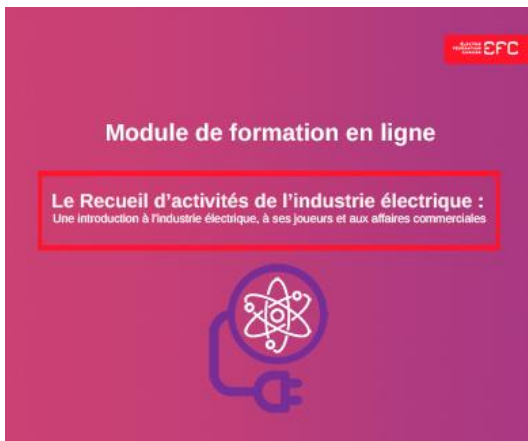 EFC
Module de formation en ligne
Le Recueil d’activités de l’industrie électrique :
Une introduction à l'industrie électrique, à ses joueurs et aux affaires commerciales